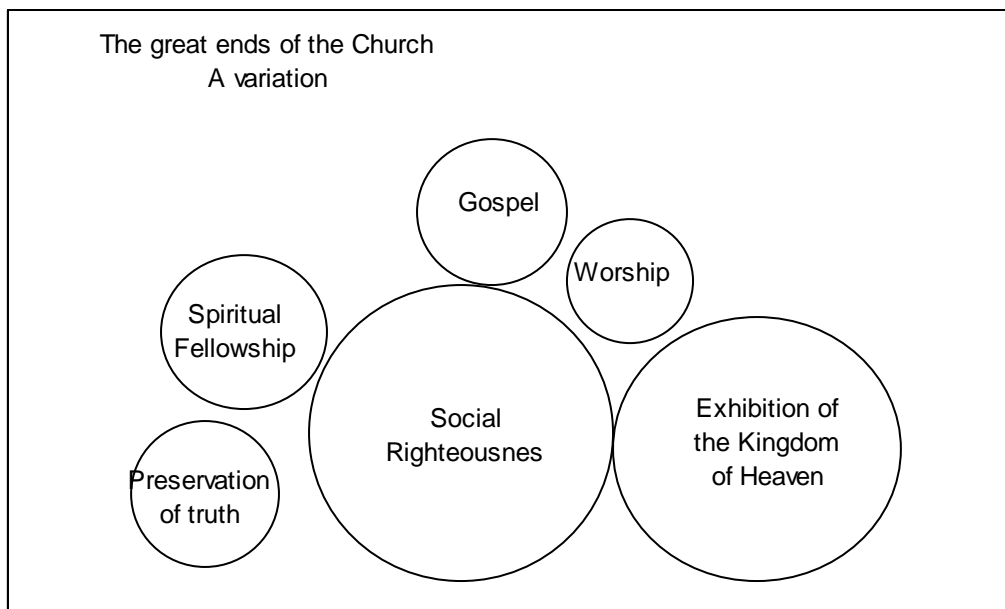 The great ends of the Church
A variation
Gospel
Worship
Spiritual
Fellowship
Social
Righteousnes
Exhibition of
the Kingdom
of Heaven
Preservation
of truth